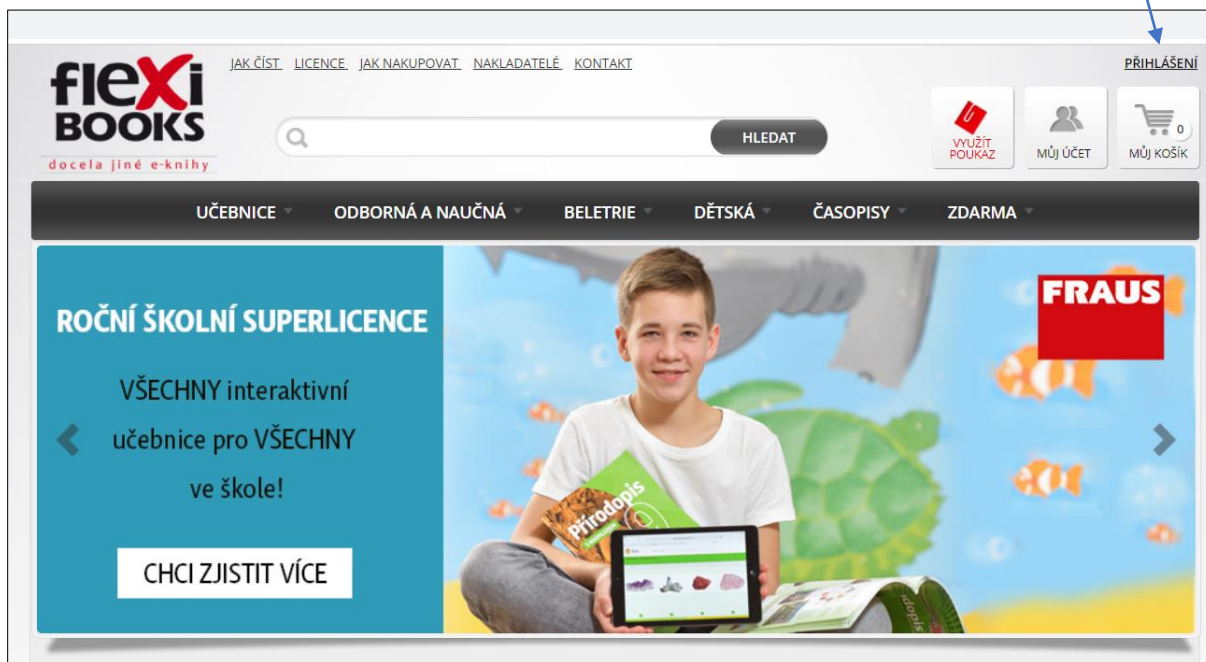 JAK ČÍST LICENCE JAK NAKUPOVAT NAKLADATELÉ KONTAKT
PŘIHLÁŠENÍ
flexi
BOOKS
docela jiné e-knihy
HLEDAT
VYUŽÍT
POUKAZ
MŮJ ÚČET
0
MŮJ KOŠÍK
UČEBNICE ODBORNÁ A NAUČNÁ BELETRIE DĚTSKÁ ČASOPISY ZDARMA
ROČNÍ ŠKOLNÍ SUPERLICENCE
VŠECHNY interaktivní
učebnice pro VŠECHNY
ve škole!
CHCI ZJISTIT VÍCE
FRAUS
Přírodopis
e